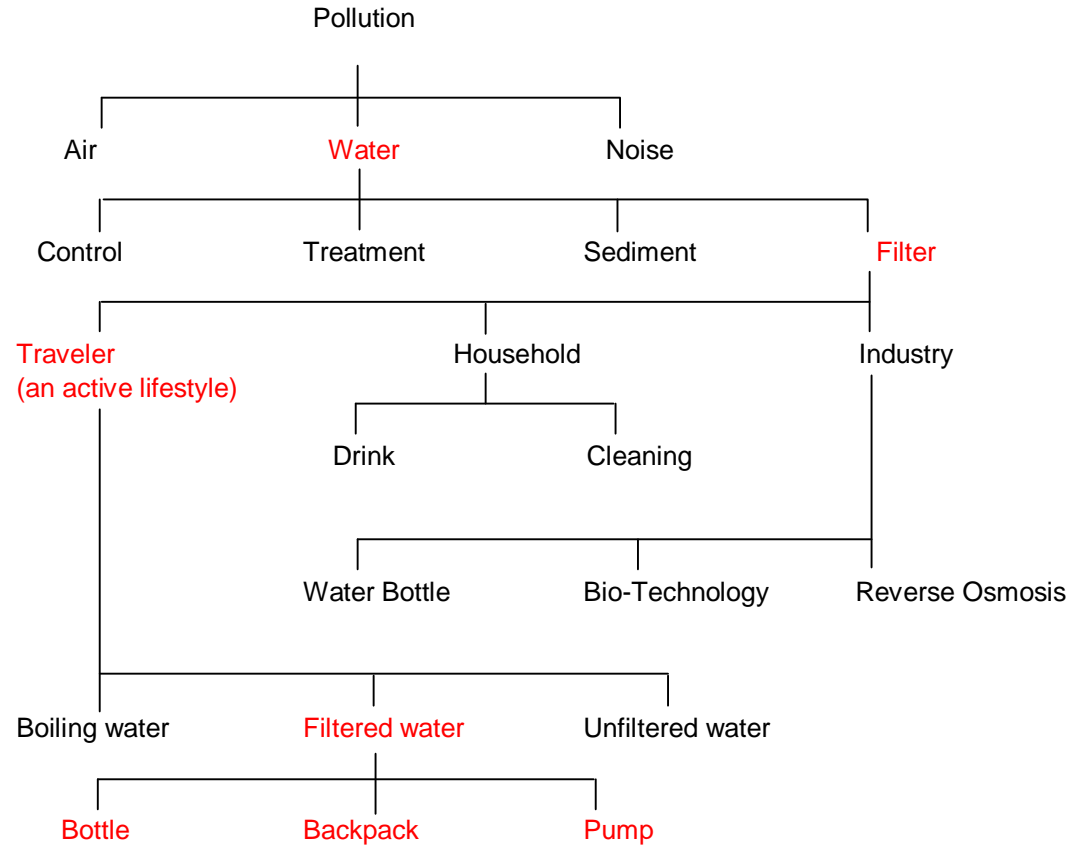 Pollution
Air
Water
Noise
Control
Treatment
Sediment
Filter
Traveler
(an active lifestyle)
Household
Industry
Drink
Cleaning
Water Bottle
Bio-Technology
Reverse Osmosis
Boiling water
Filtered water
Unfiltered water
Bottle
Backpack
Pump